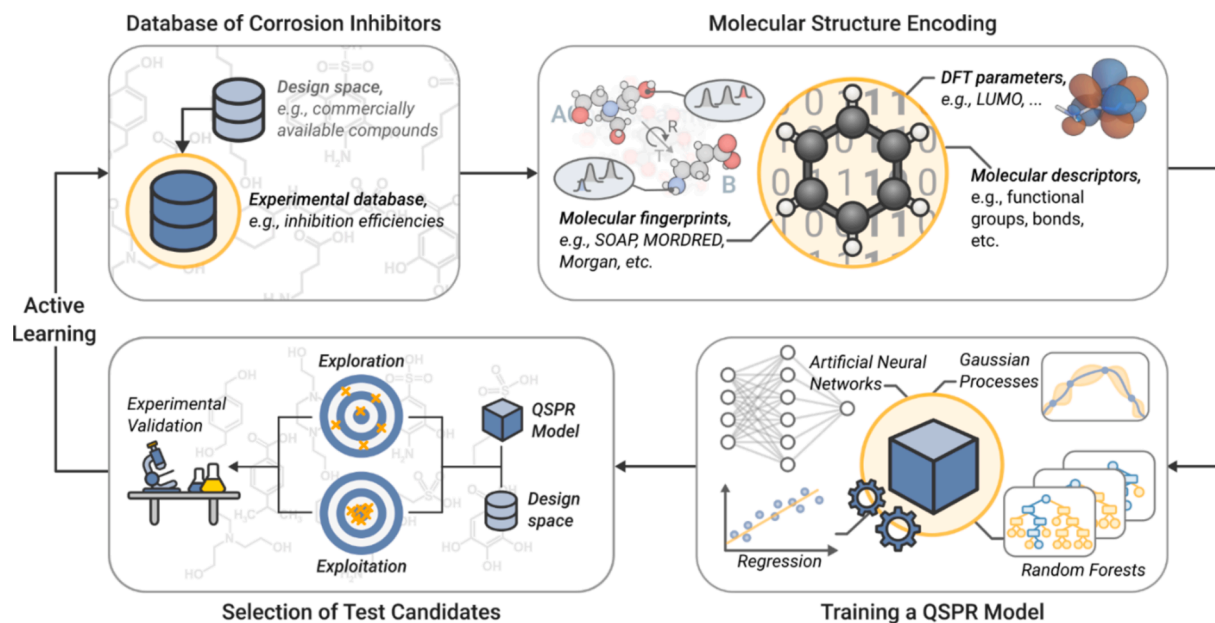 Database of Corrosion Inhibitors
Design space,
e.g., commercially
available compounds
Experimental database,
e.g., inhibition efficiencies
Molecular Structure Encoding
A
R
T
B
DFT parameters,
e.g., LUMO, ...
Molecular descriptors,
e.g., functional
groups, bonds,
etc.
Molecular fingerprints,
e.g., SOAP, MORDRED,
Morgan, etc.
Active
Learning
Exploration
Experimental
Validation
QSPR
Model
Design
space
Exploitation
Selection of Test Candidates
Artificial Neural
Networks
Gaussian
Processes
Regression
Random Forests
Training a QSPR Model